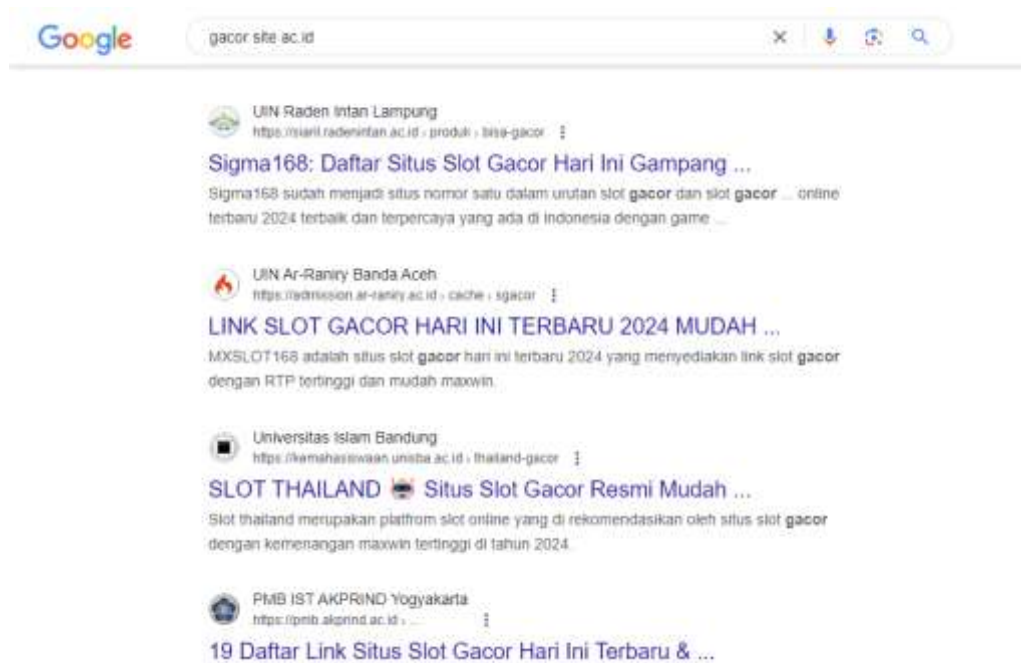 Google
gacor site ac.id
UIN Raden Intan Lampung
https://siaril.radenintan.ac.id › produk › bisa-gacor
Sigma168: Daftar Situs Slot Gacor Hari Ini Gampang ...
Sigma168 sudah menjadi situs nomor satu dalam urutan slot gacor dan slot gacor ... online
terbaru 2024 terbaik dan terpercaya yang ada di Indonesia dengan game ...
UIN Ar-Raniry Banda Aceh
https://admission.ar-raniry.ac.id › cache › sgacor
LINK SLOT GACOR HARI INI TERBARU 2024 MUDAH ...
MXSLOT168 adalah situs slot gacor hari ini terbaru 2024 yang menyediakan link slot gacor
dengan RTP tertinggi dan mudah maxwin.
Universitas Islam Bandung
https://kemahasiswaan.unisba.ac.id › thailand-gacor
SLOT THAILAND Situs Slot Gacor Resmi Mudah ...
Slot thailand merupakan platfrom slot online yang di rekomendasikan oleh situs slot gacor
dengan kemenangan maxwin tertinggi di tahun 2024.
PMB IST AKPRIND Yogyakarta
https://pmb.akprind.ac.id › ...
19 Daftar Link Situs Slot Gacor Hari Ini Terbaru & ...